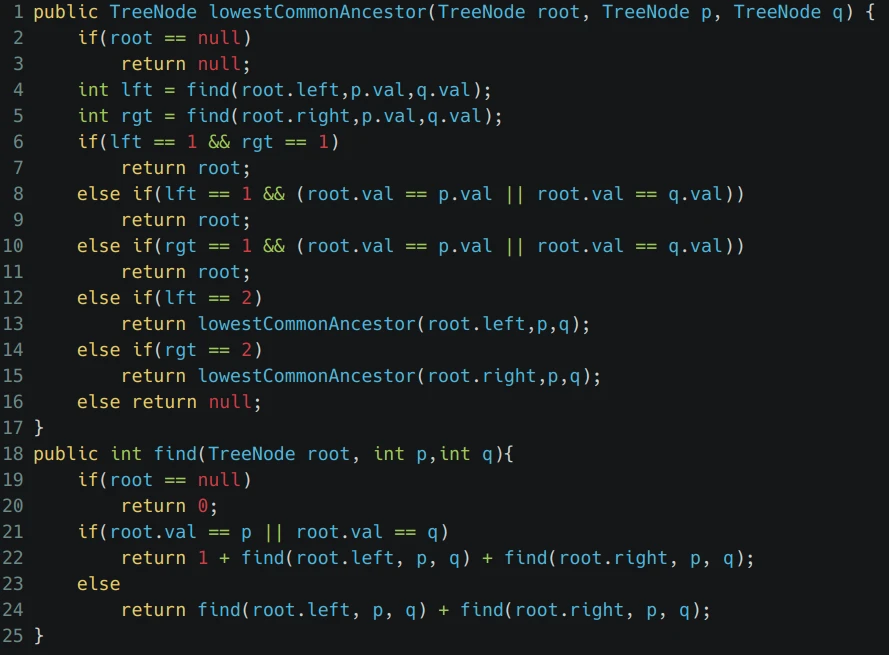 1 public TreeNode lowestCommonAncestor(TreeNode root, TreeNode p, TreeNode q) {
2     if(root == null)
3         return null;
4     int lft = find(root.left,p.val,q.val);
5     int rgt = find(root.right,p.val,q.val);
6     if(lft == 1 && rgt == 1)
7         return root;
8     else if(lft == 1 && (root.val == p.val || root.val == q.val))
9         return root;
10     else if(rgt == 1 && (root.val == p.val || root.val == q.val))
11         return root;
12     else if(lft == 2)
13         return lowestCommonAncestor(root.left,p,q);
14     else if(rgt == 2)
15         return lowestCommonAncestor(root.right,p,q);
16     else return null;
17 }
18 public int find(TreeNode root, int p,int q){
19     if(root == null)
20         return 0;
21     if(root.val == p || root.val == q)
22         return 1 + find(root.left, p, q) + find(root.right, p, q);
23     else
24         return find(root.left, p, q) + find(root.right, p, q);
25 }